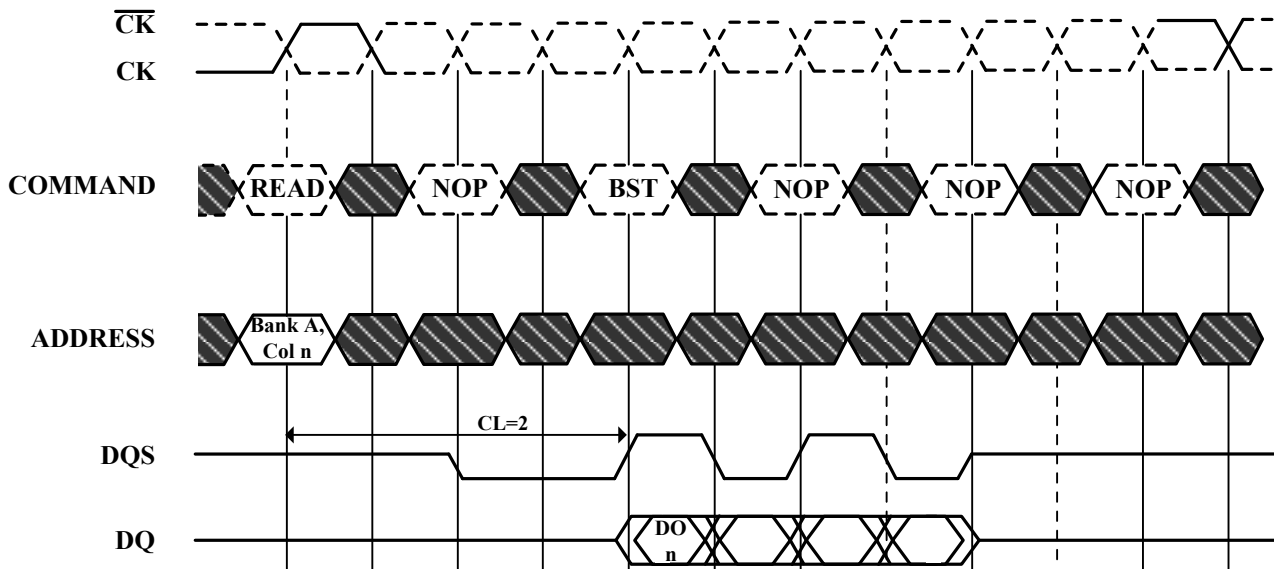 CK
CK
COMMAND READ NOP BST NOP NOP NOP
ADDRESS Bank A,
Col n
CL=2
DQS
DQ DO
n